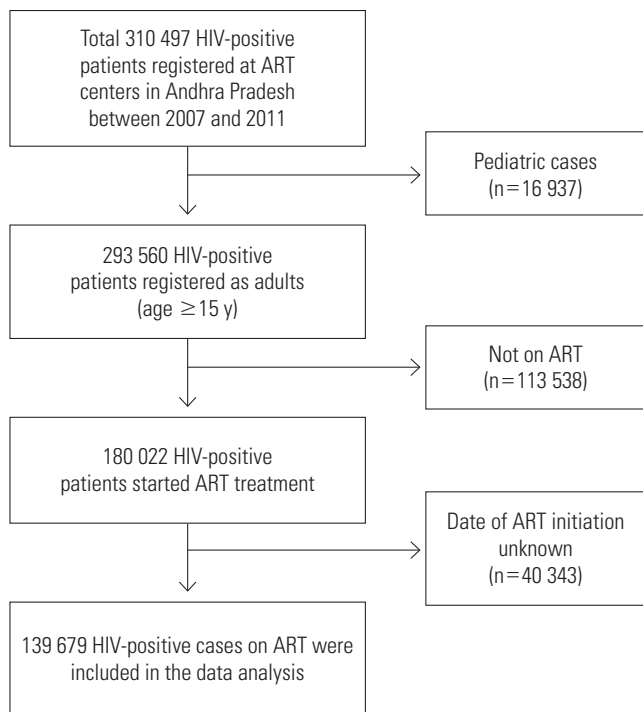 Total 310 497 HIV-positive
patients registered at ART
centers in Andhra Pradesh
between 2007 and 2011
Pediatric cases
(n=16 937)
293 560 HIV-positive
patients registered as adults
(age ≥15 y)
Not on ART
(n=113 538)
180 022 HIV-positive
patients started ART treatment
Date of ART initiation
unknown
(n=40 343)
139 679 HIV-positive cases on ART were
included in the data analysis